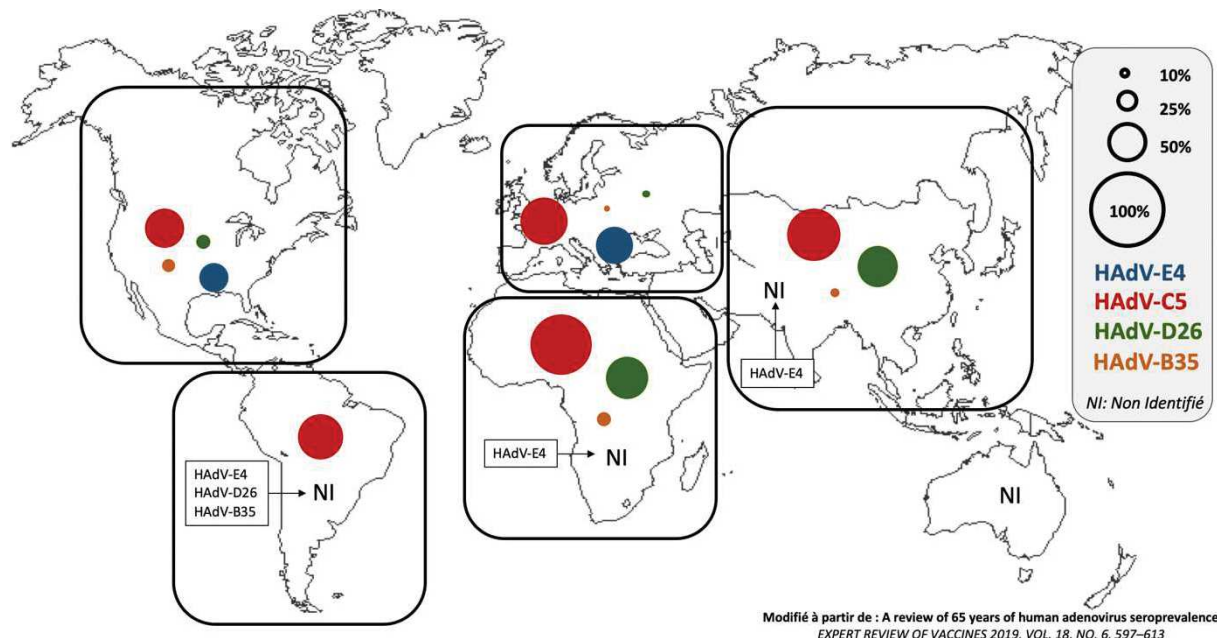 10%
25%
50%
100%
HAdV-E4
HAdV-C5
HAdV-D26
HAdV-B35
NI: Non Identifié
NI
HAdV-E4
HAdV-E4
NI
HAdV-E4
HAdV-D26
HAdV-B35
NI
NI
Modifié à partir de : A review of 65 years of human adenovirus seroprevalence
EXPERT REVIEW OF VACCINES 2019, VOL. 18, NO. 6, 597–613